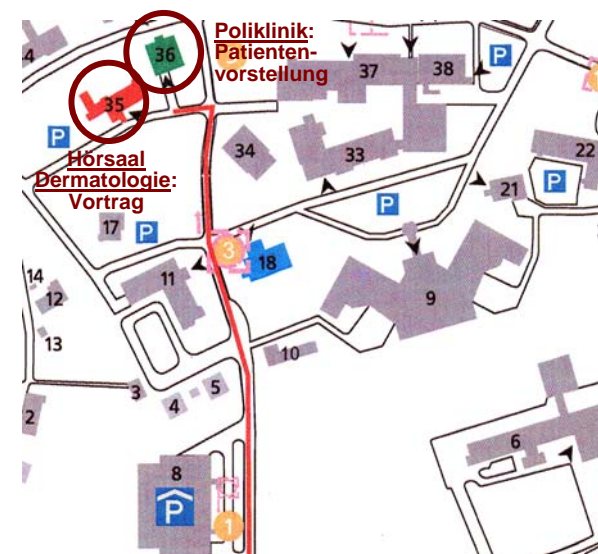 36
Poliklinik:
Patienten-
vorstellung
P
37
38
35
P
34
33
22
Hörsaal
Dermatologie:
Vortrag
21
P
P
17
P
3
18
11
9
14
12
13
10
3
5
4
2
6
8
P
1